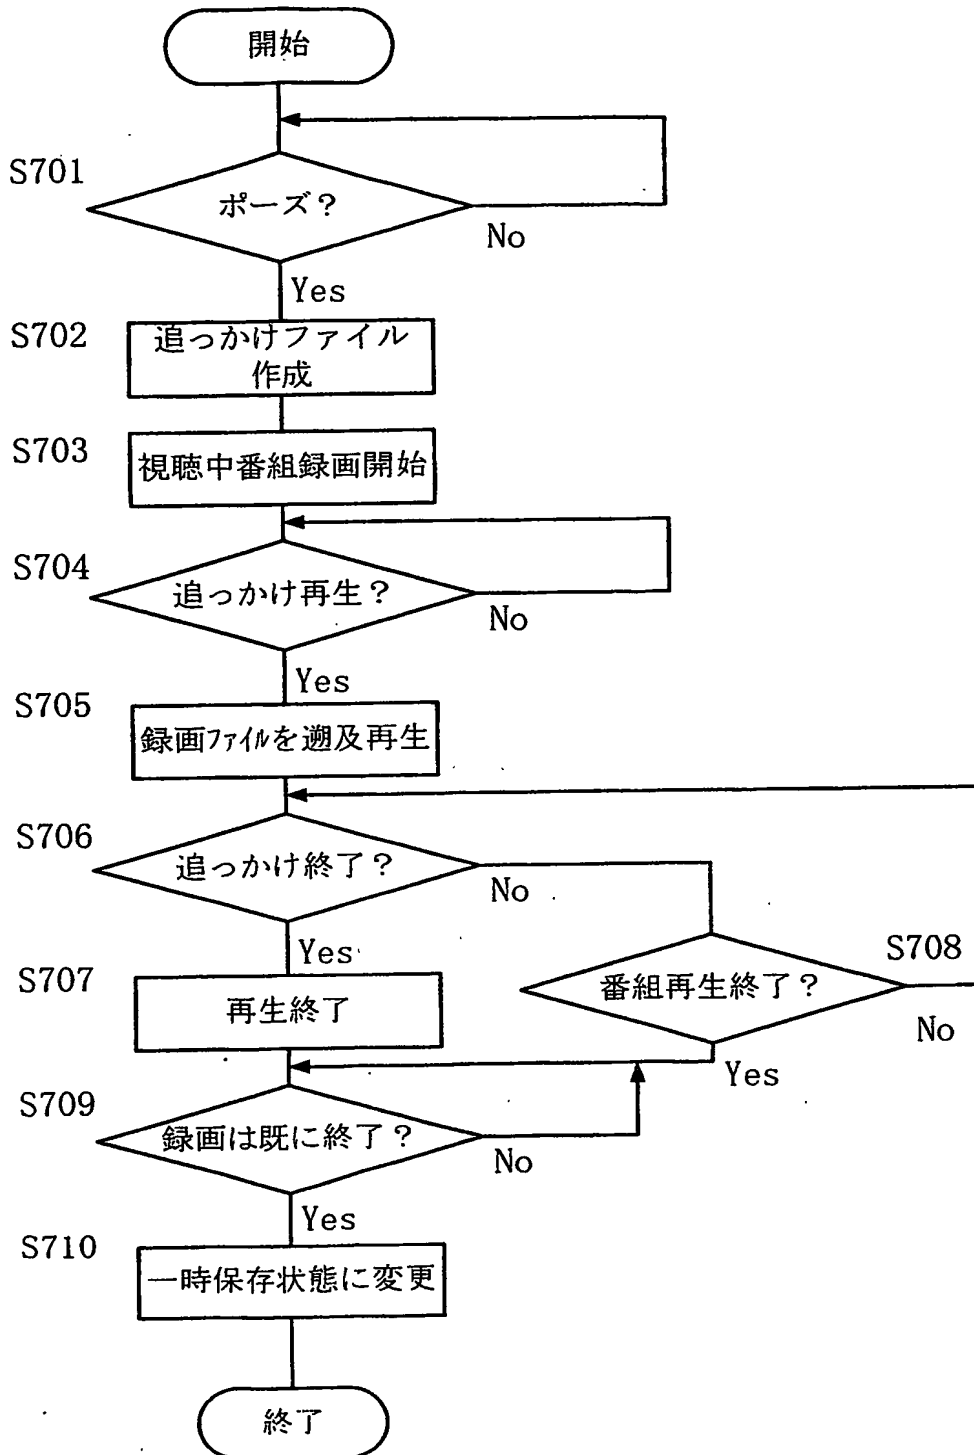 開始
S701
ポーズ?
No
Yes
S702
追っかけファイル
作成
S703
視聴中番組録画開始
S704
追っかけ再生?
No
Yes
S705
録画ファイルを遡及再生
S706
追っかけ終了?
No
Yes
S707
再生終了
S708
番組再生終了?
No
Yes
S709
録画は既に終了?
No
Yes
S710
一時保存状態に変更
終了